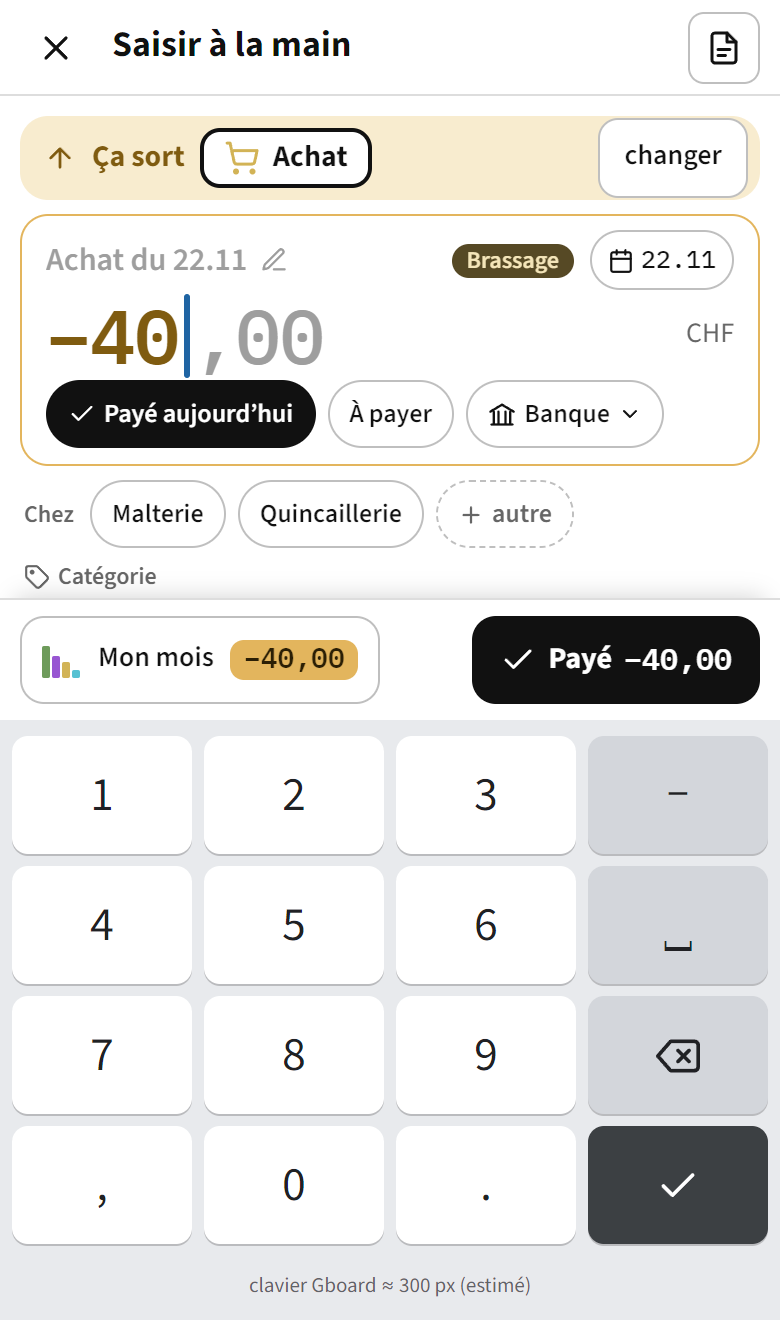 Saisir à la main
Ça sort Achat changer
Achat du 22.11 Brassage 22.11
−40,00 CHF
Payé aujourd’hui À payer Banque
Chez Malterie Quincaillerie + autre
Catégorie
Mon mois −40,00 Payé −40,00
1 2 3 −
4 5 6 ⎵
7 8 9
, 0 .
clavier Gboard ≈ 300 px (estimé)